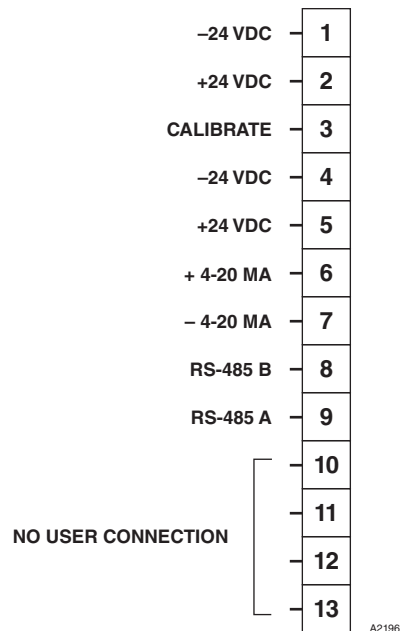 –24 VDC 1
+24 VDC 2
CALIBRATE 3
–24 VDC 4
+24 VDC 5
+ 4-20 MA 6
– 4-20 MA 7
RS-485 B 8
RS-485 A 9
10
11
NO USER CONNECTION
12
13
A2196